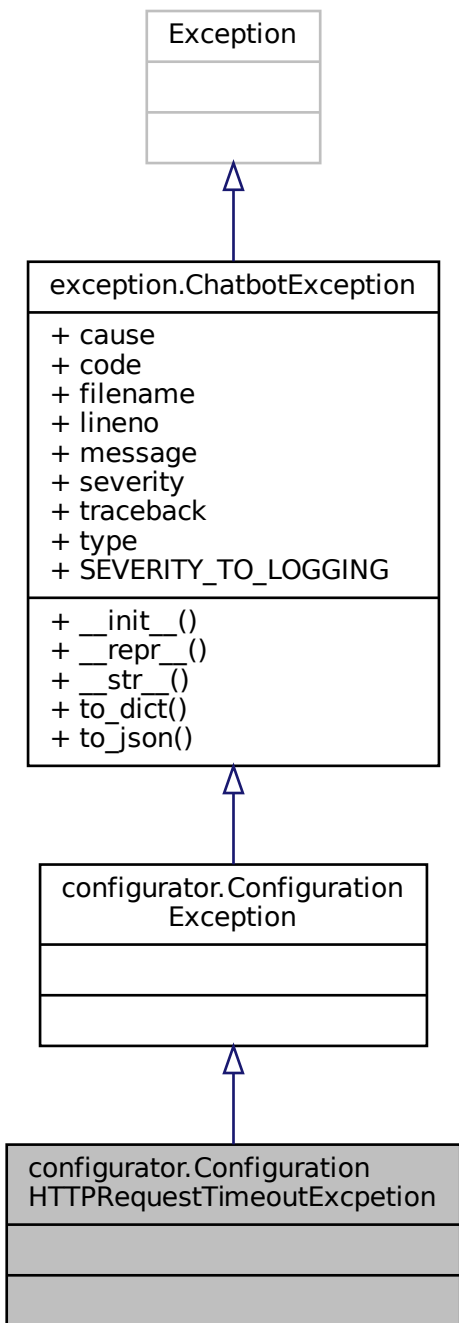 Exception
exception.ChatbotException
+ cause
+ code
+ filename
+ lineno
+ message
+ severity
+ traceback
+ type
+ SEVERITY_TO_LOGGING
+ __init__()
+ __repr__()
+ __str__()
+ to_dict()
+ to_json()
configurator.Configuration
Exception
configurator.Configuration
HTTPRequestTimeoutExcpetion